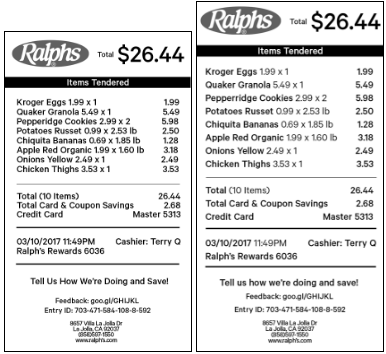 Ralphs Total $26.44
Items Tendered
Kroger Eggs 1.99 x 1 1.99
Quaker Granola 5.49 x 1 5.49
Pepperidge Cookies 2.99 x 2 5.98
Potatoes Russet 0.99 x 2.53 lb 2.50
Chiquita Bananas 0.69 x 1.85 lb 1.28
Apple Red Organic 1.99 x 1.60 lb 3.18
Onions Yellow 2.49 x 1 2.49
Chicken Thighs 3.53 x 1 3.53
Total (10 Items) 26.44
Total Card & Coupon Savings 2.68
Credit Card Master 5313
03/10/2017 11:49PM Cashier: Terry Q
Ralph's Rewards 6036
Tell Us How We're Doing and Save!
Feedback: goo.gl/GHIJKL
Entry ID: 703-471-584-108-8-592
8657 Villa La Jolla Dr
La Jolla, CA 92037
(858)597-1550
www.ralphs.com
Ralphs Total $26.44
Items Tendered
Kroger Eggs 1.99 x 1 1.99
Quaker Granola 5.49 x 1 5.49
Pepperridge Cookies 2.99 x 2 5.98
Potatos Russet 0.99 x 2.53 lb 2.50
Chiquita Bananas 0.69 x 1.85 lb 1.28
Apple Red Organic 1.99 x 1.60 lb 3.18
Onions Yellow 2.49 x 1 2.49
Chicken Thighs 3.53 x 1 3.53
Total (10 Items) 26.44
Total Card & Coupon Savings 2.68
Credit Card Master 5313
03/10/2017 11:49PM Cashier: Terry Q
Ralph's Rewards 6036
Tell us how we're doing and save!
Feedback: goo.gl/GHIJKL
Entry ID: 703-471-584-108-8-592
8657 Villa La Jolla Dr
La Jolla, CA 92037
(858)597-1550
www.ralphs.com